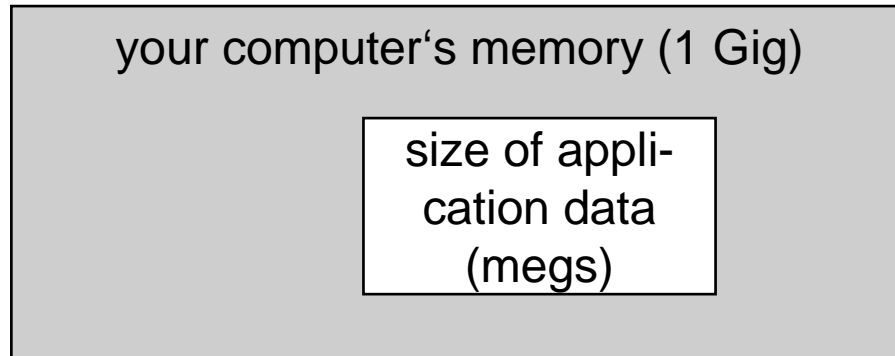 your computer‘s memory (1 Gig)
size of appli-
cation data
(megs)